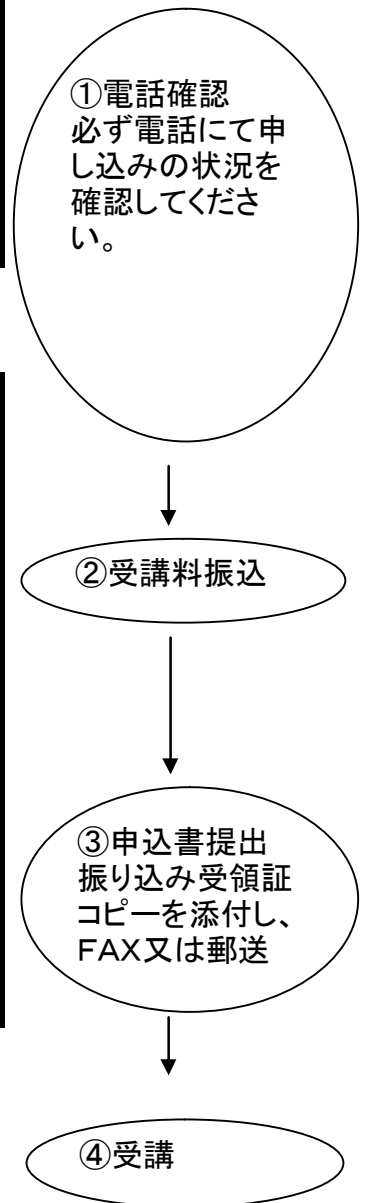 ①電話確認
必ず電話にて申
し込みの状況を
確認してくださ
い。
②受講料振込
③申込書提出
振り込み受領証
コピーを添付し、
FAX又は郵送
④受講